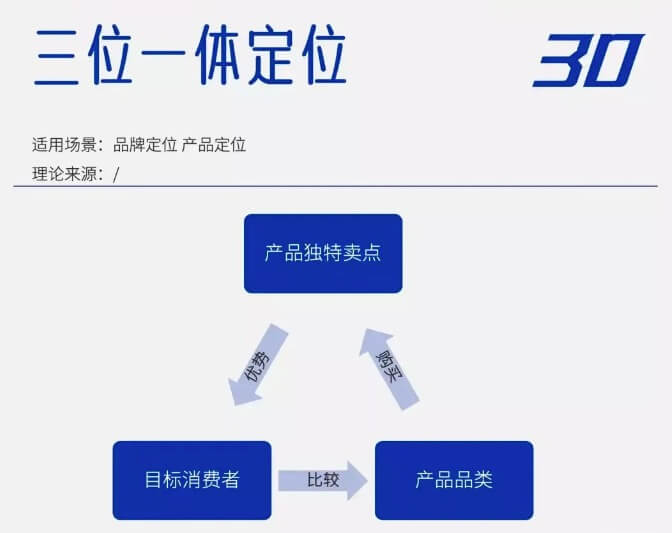 三位一体定位
30
适用场景：品牌定位 产品定位
理论来源：/
产品独特卖点
优势
购买
目标消费者
比较
产品品类